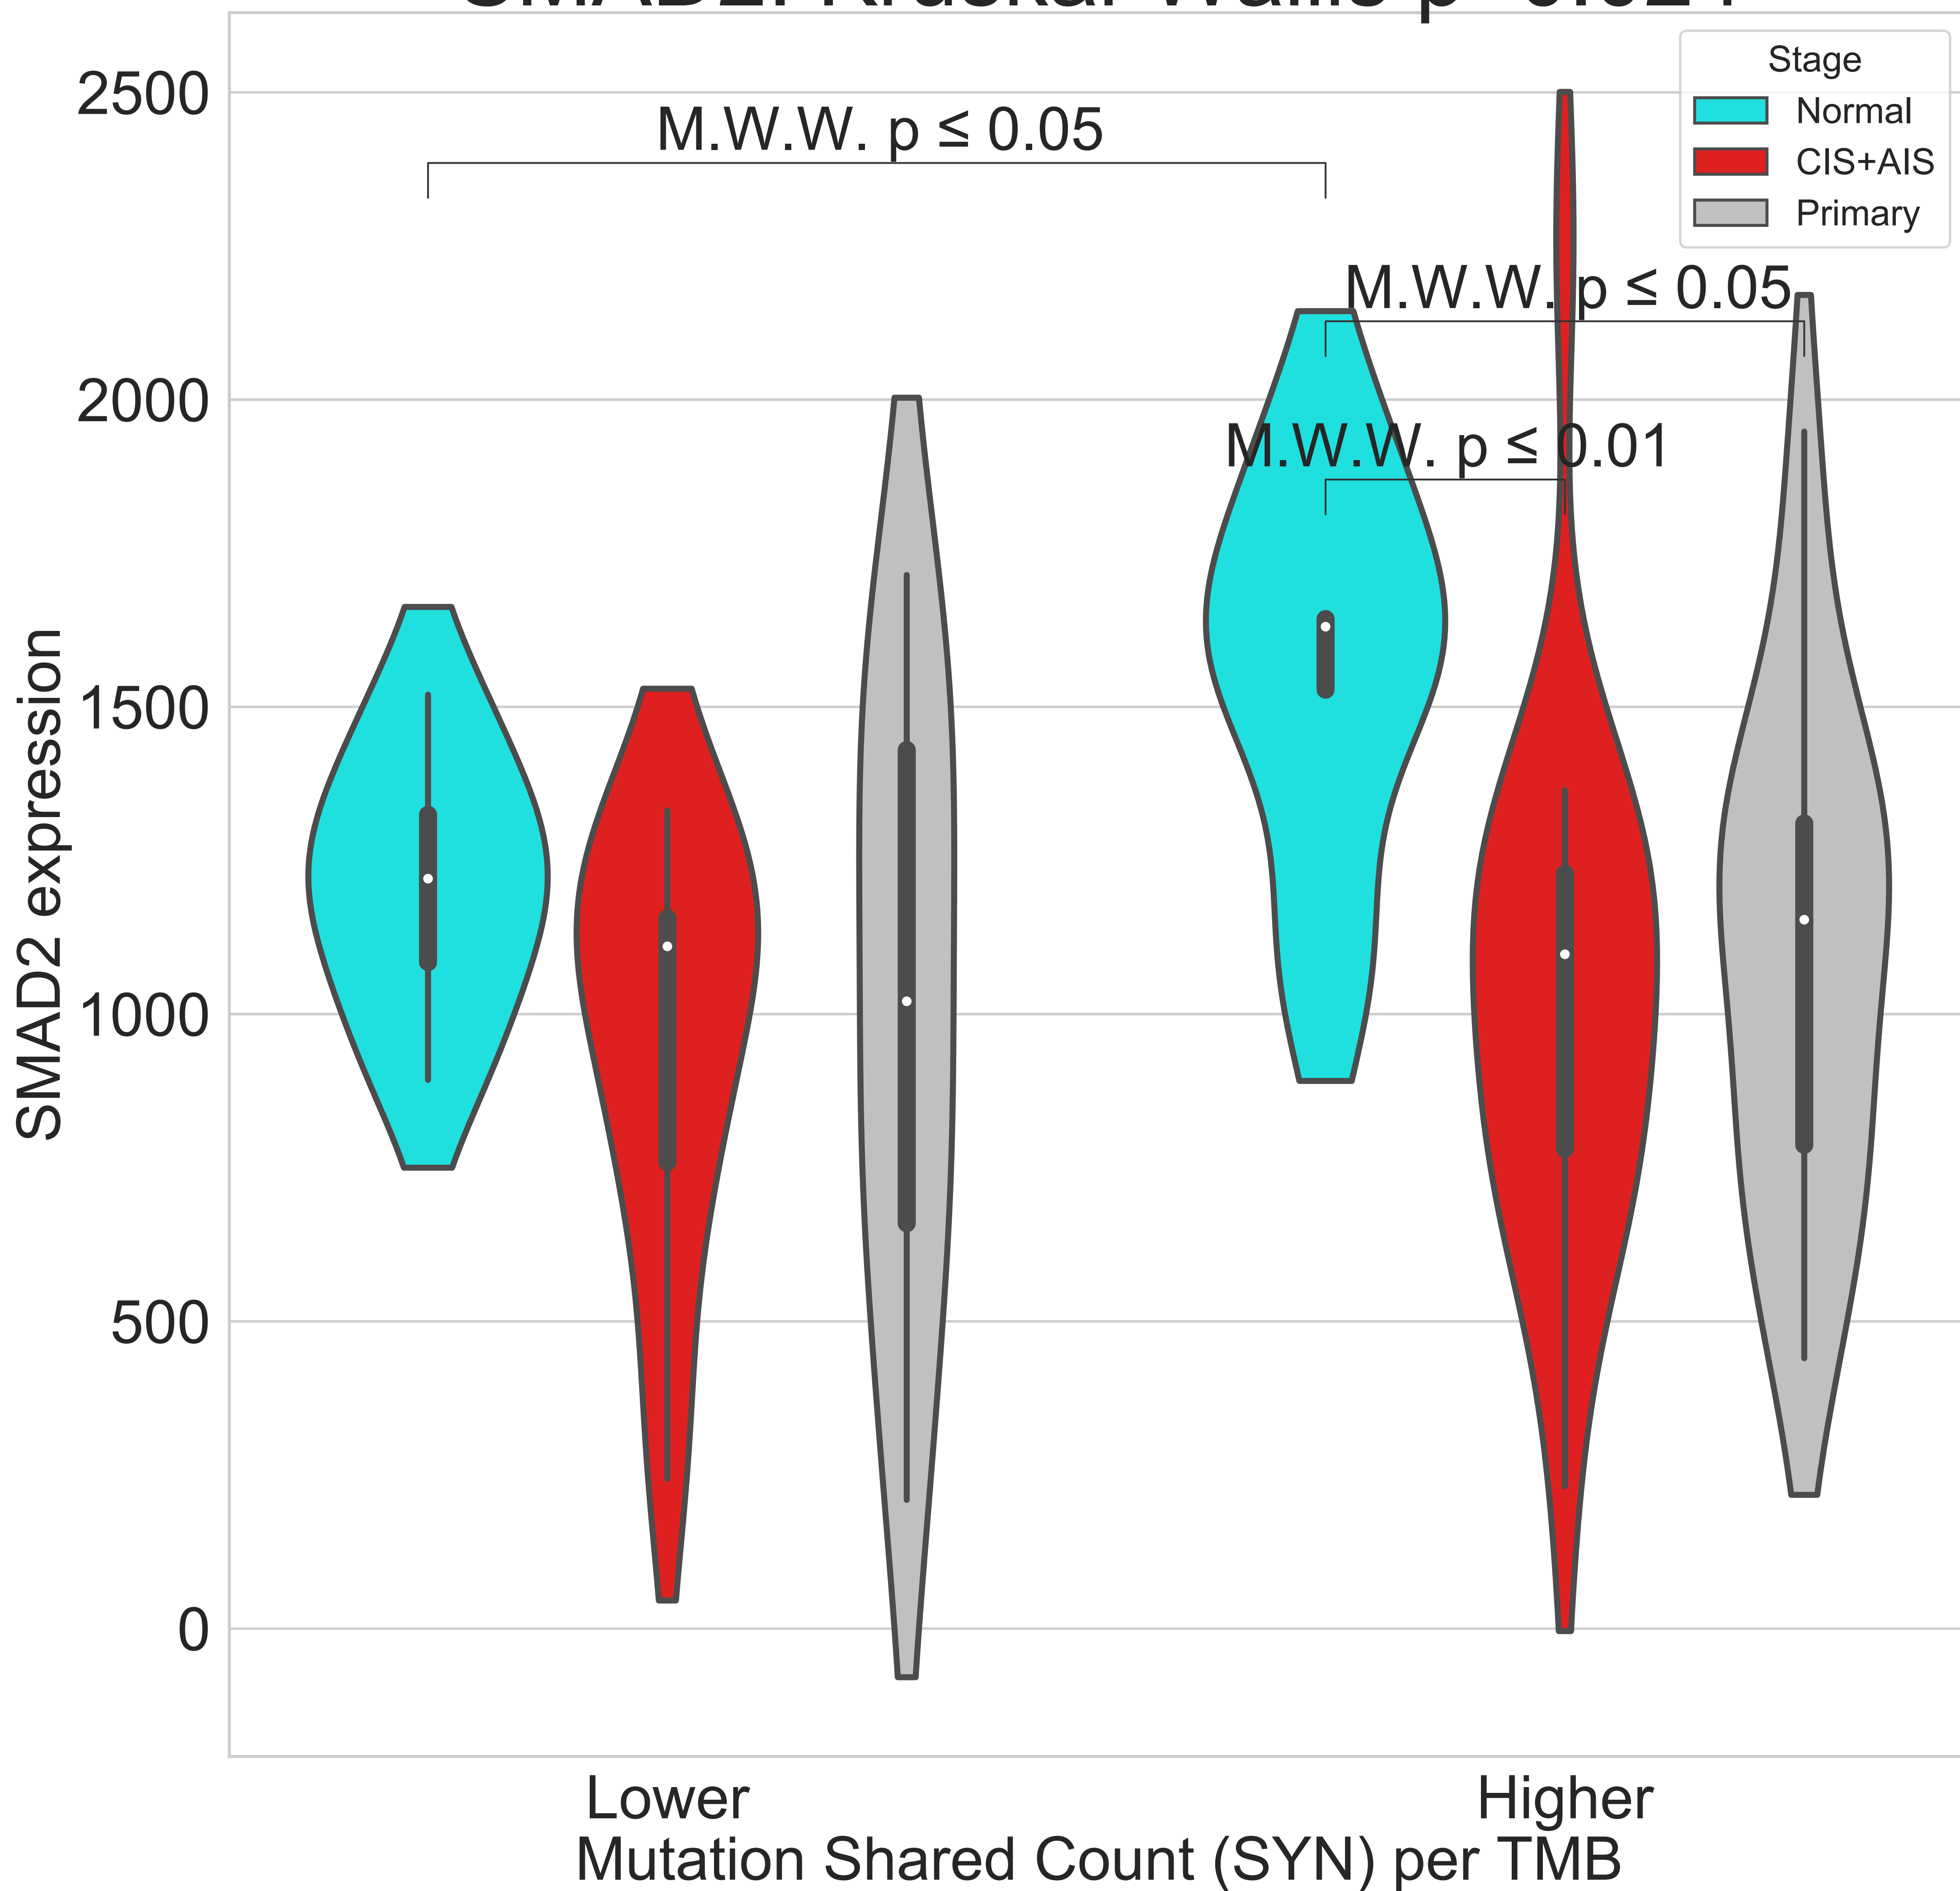 2500
2000
1500
1000
500
0
SMAD2 expression
M.W.W. p ≤ 0.05
M.W.W. p ≤ 0.05
M.W.W. p ≤ 0.01
Stage
Normal
CIS+AIS
Primary
Lower
Higher
Mutation Shared Count (SYN) per TMB